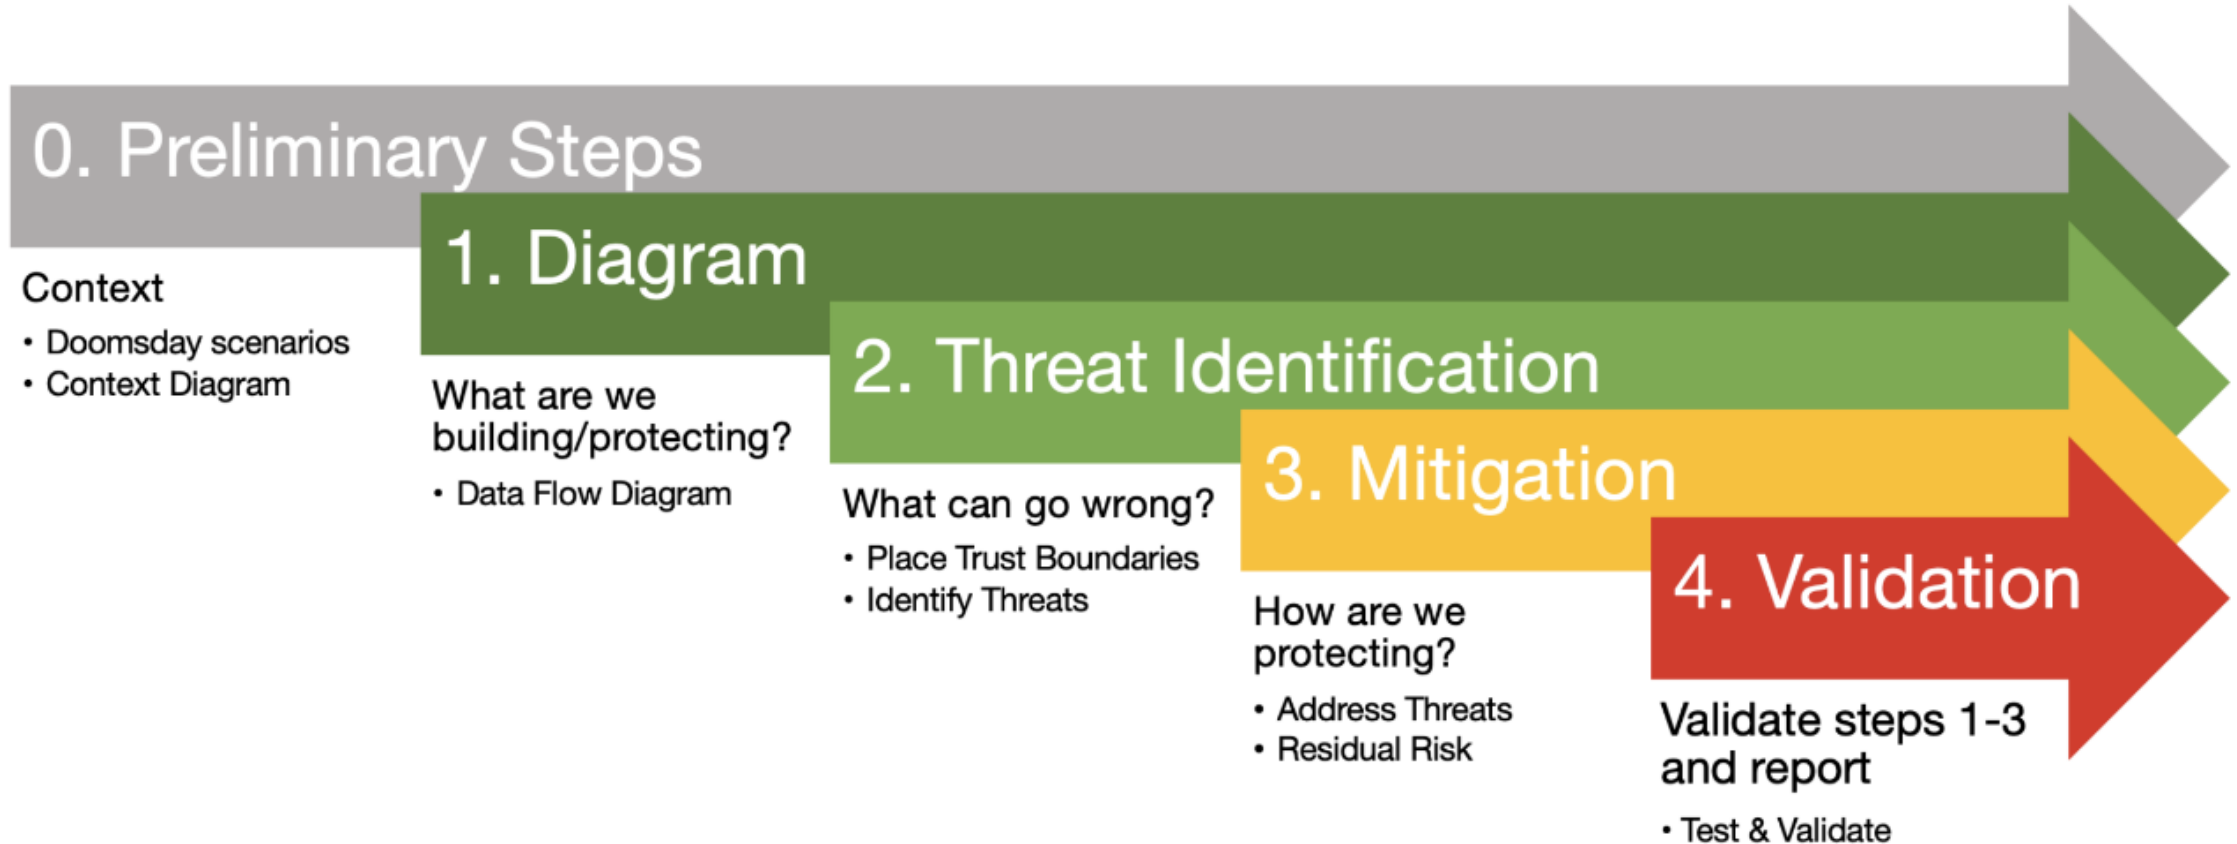 0. Preliminary Steps
Context
• Doomsday scenarios
• Context Diagram
1. Diagram
What are we
building/protecting?
• Data Flow Diagram
2. Threat Identification
What can go wrong?
• Place Trust Boundaries
• Identify Threats
3. Mitigation
How are we
protecting?
• Address Threats
• Residual Risk
4. Validation
Validate steps 1-3
and report
• Test & Validate